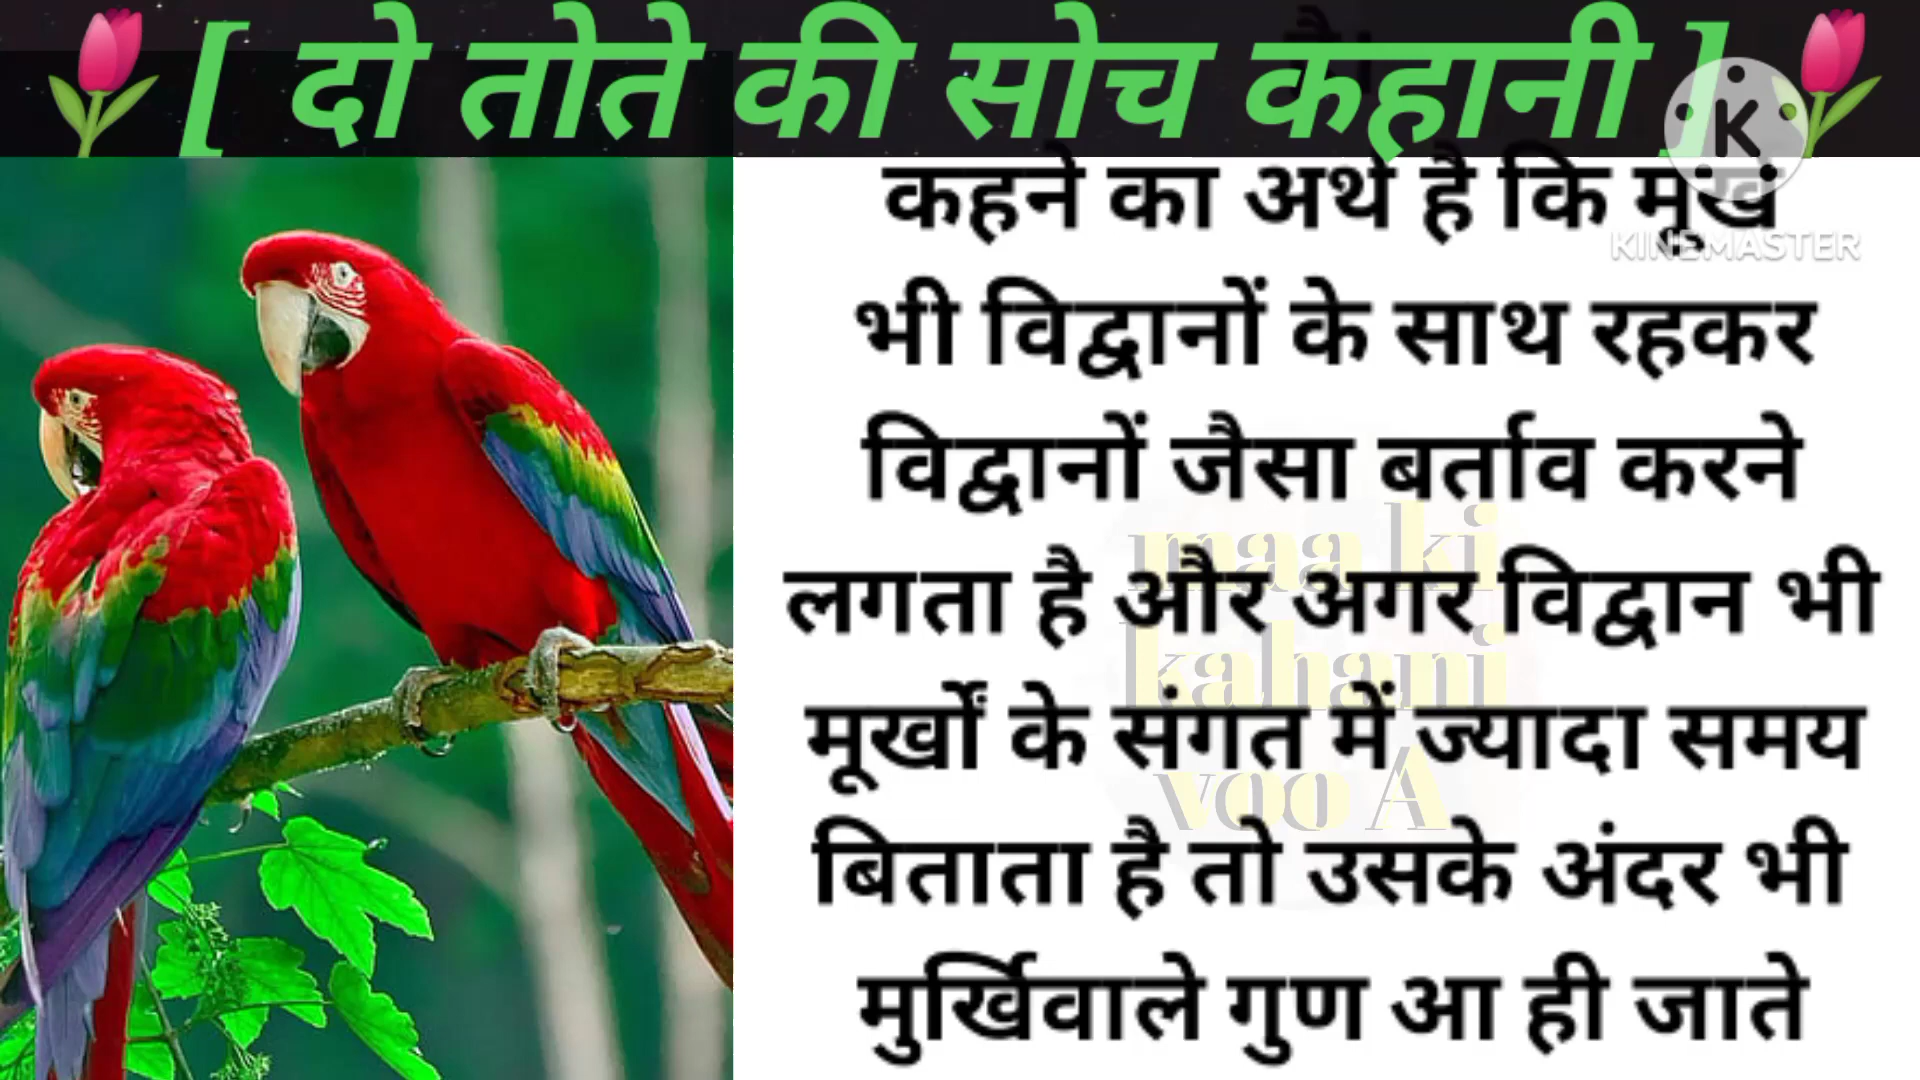 [ दो तोते की सोच कहानी ]
K
KINEMASTER
कहने का अर्थ है कि मूर्ख
भी विद्वानों के साथ रहकर
विद्वानों जैसा बर्ताव करने
लगता है और अगर विद्वान भी
मूर्खों के संगत में ज्यादा समय
बिताता है तो उसके अंदर भी
मुर्खिवाले गुण आ ही जाते
maa ki
kahani
voo A